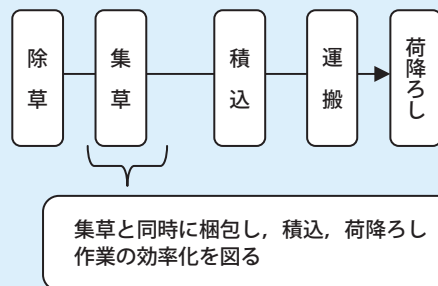 除草
集草
積込
運搬
荷降ろし
集草と同時に梱包し，積込，荷降ろし
作業の効率化を図る